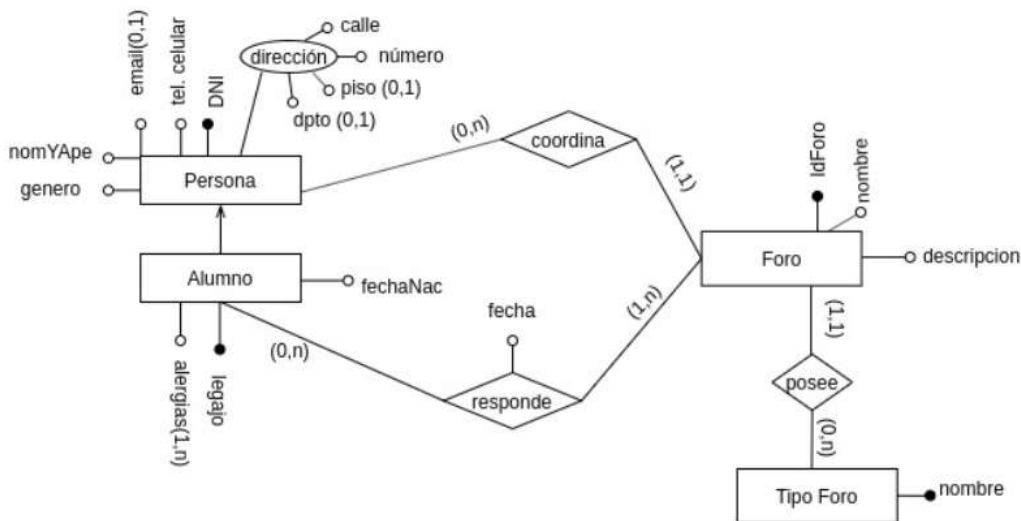 calle
dirección
número
piso (0,1)
dpto (0,1)
email(0,1)
tel. celular
DNI
nomYApe
genero
Persona
(0,n)
coordina
(1,1)
IdForo
nombre
Foro
descripcion
Alumno
fechaNac
alergias(1,n)
legajo
(0,n)
fecha
responde
(1,n)
(1,1)
posee
(0,n)
Tipo Foro
nombre